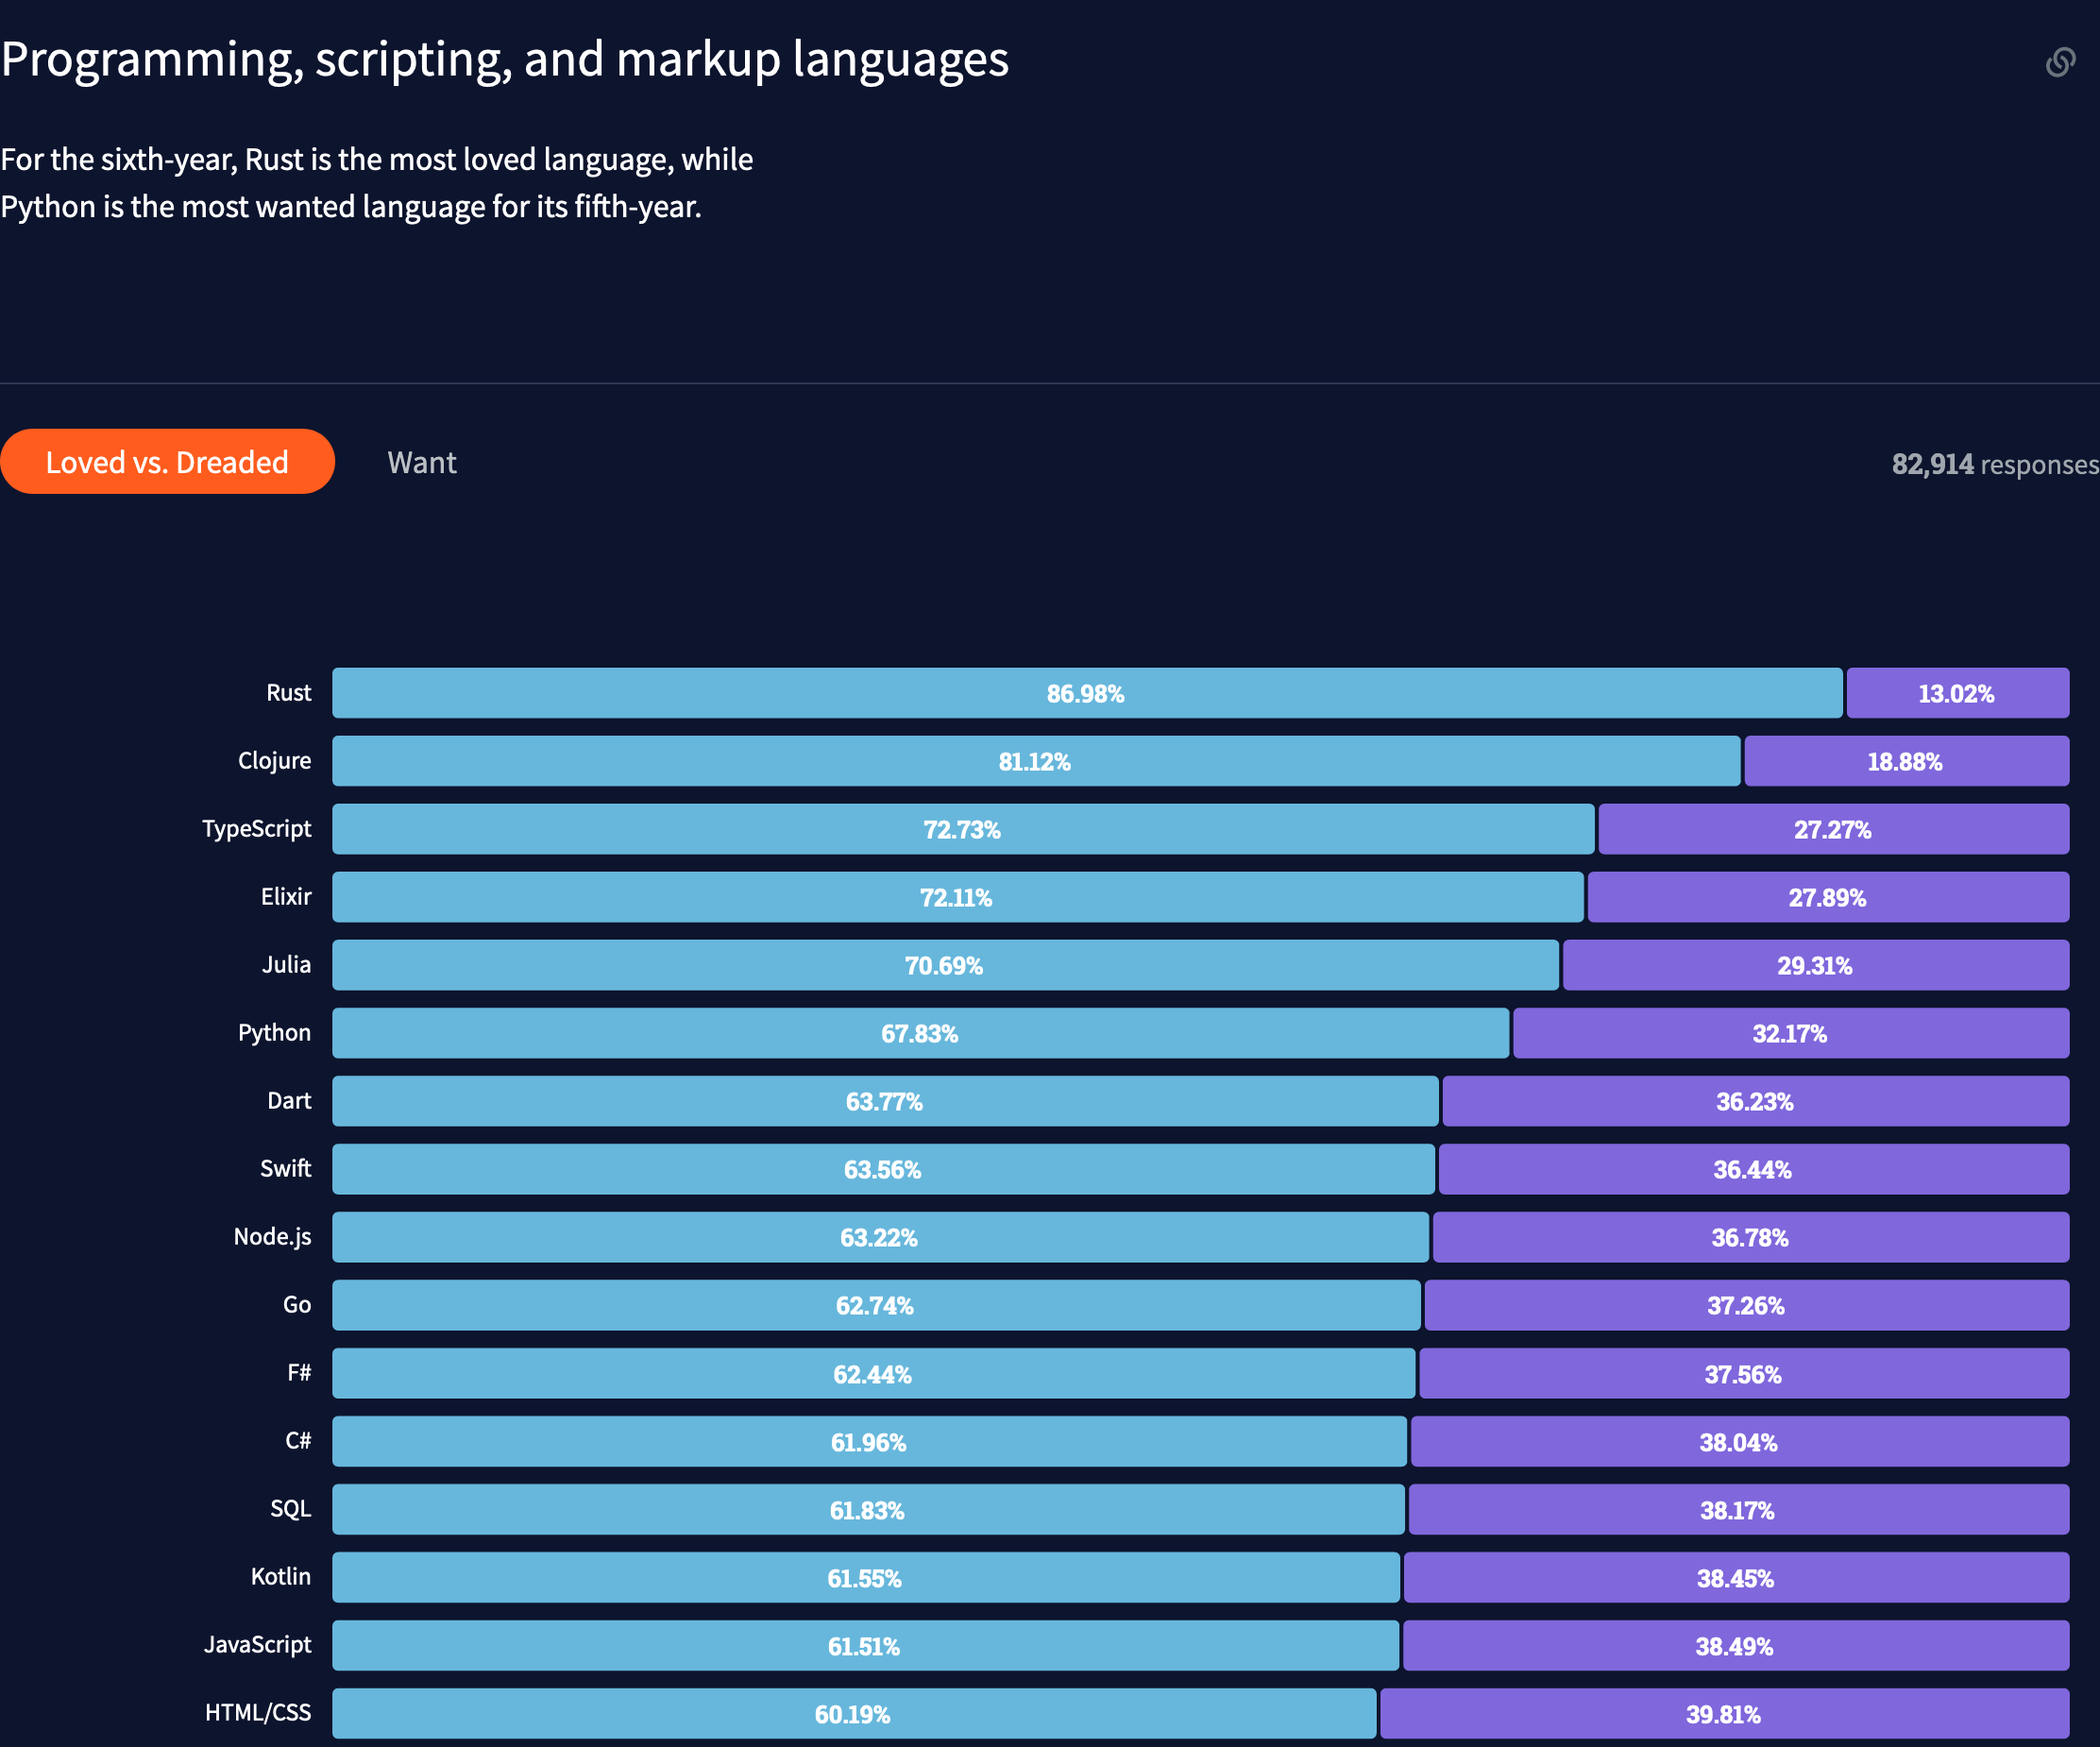 Programming, scripting, and markup languages
For the sixth-year, Rust is the most loved language, while
Python is the most wanted language for its fifth-year.
Loved vs. Dreaded Want 82,914 responses
Rust 86.98% 13.02%
Clojure 81.12% 18.88%
TypeScript 72.73% 27.27%
Elixir 72.11% 27.89%
Julia 70.69% 29.31%
Python 67.83% 32.17%
Dart 63.77% 36.23%
Swift 63.56% 36.44%
Node.js 63.22% 36.78%
Go 62.74% 37.26%
F# 62.44% 37.56%
C# 61.96% 38.04%
SQL 61.83% 38.17%
Kotlin 61.55% 38.45%
JavaScript 61.51% 38.49%
HTML/CSS 60.19% 39.81%